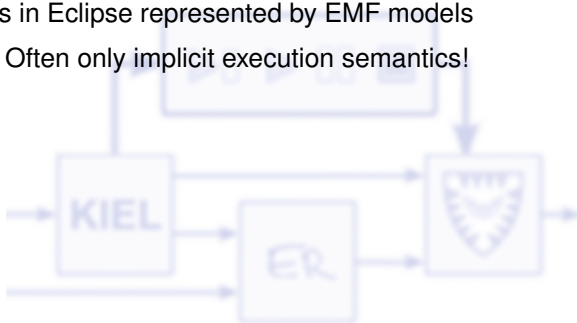 s in Eclipse represented by EMF models
Often only implicit execution semantics!
KIEL
ER